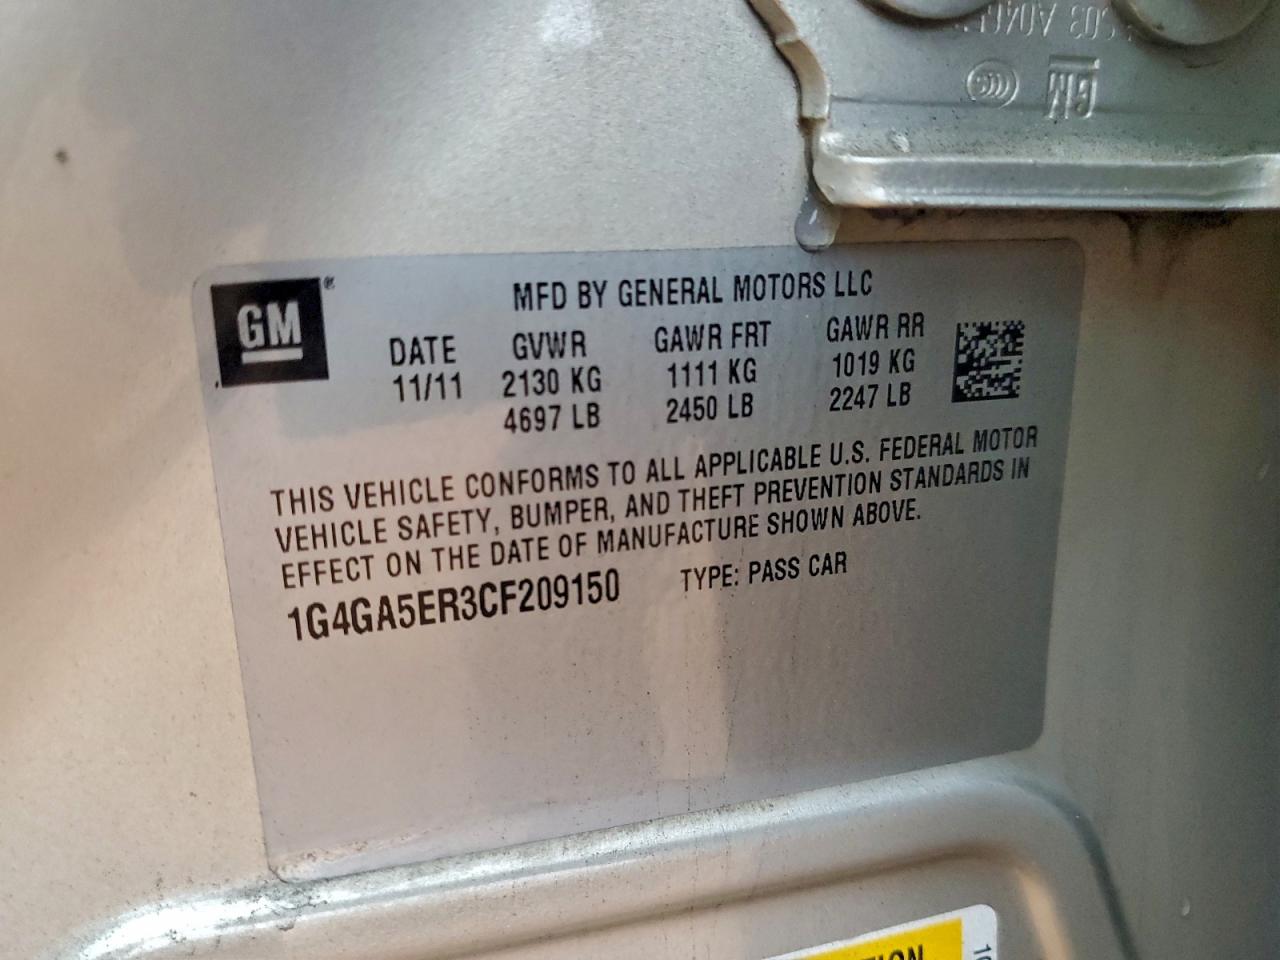 GM
GM ®
MFD BY GENERAL MOTORS LLC
DATE GVWR GAWR FRT GAWR RR
11/11 2130 KG 1111 KG 1019 KG
4697 LB 2450 LB 2247 LB
THIS VEHICLE CONFORMS TO ALL APPLICABLE U.S. FEDERAL MOTOR
VEHICLE SAFETY, BUMPER, AND THEFT PREVENTION STANDARDS IN
EFFECT ON THE DATE OF MANUFACTURE SHOWN ABOVE.
1G4GA5ER3CF209150 TYPE: PASS CAR